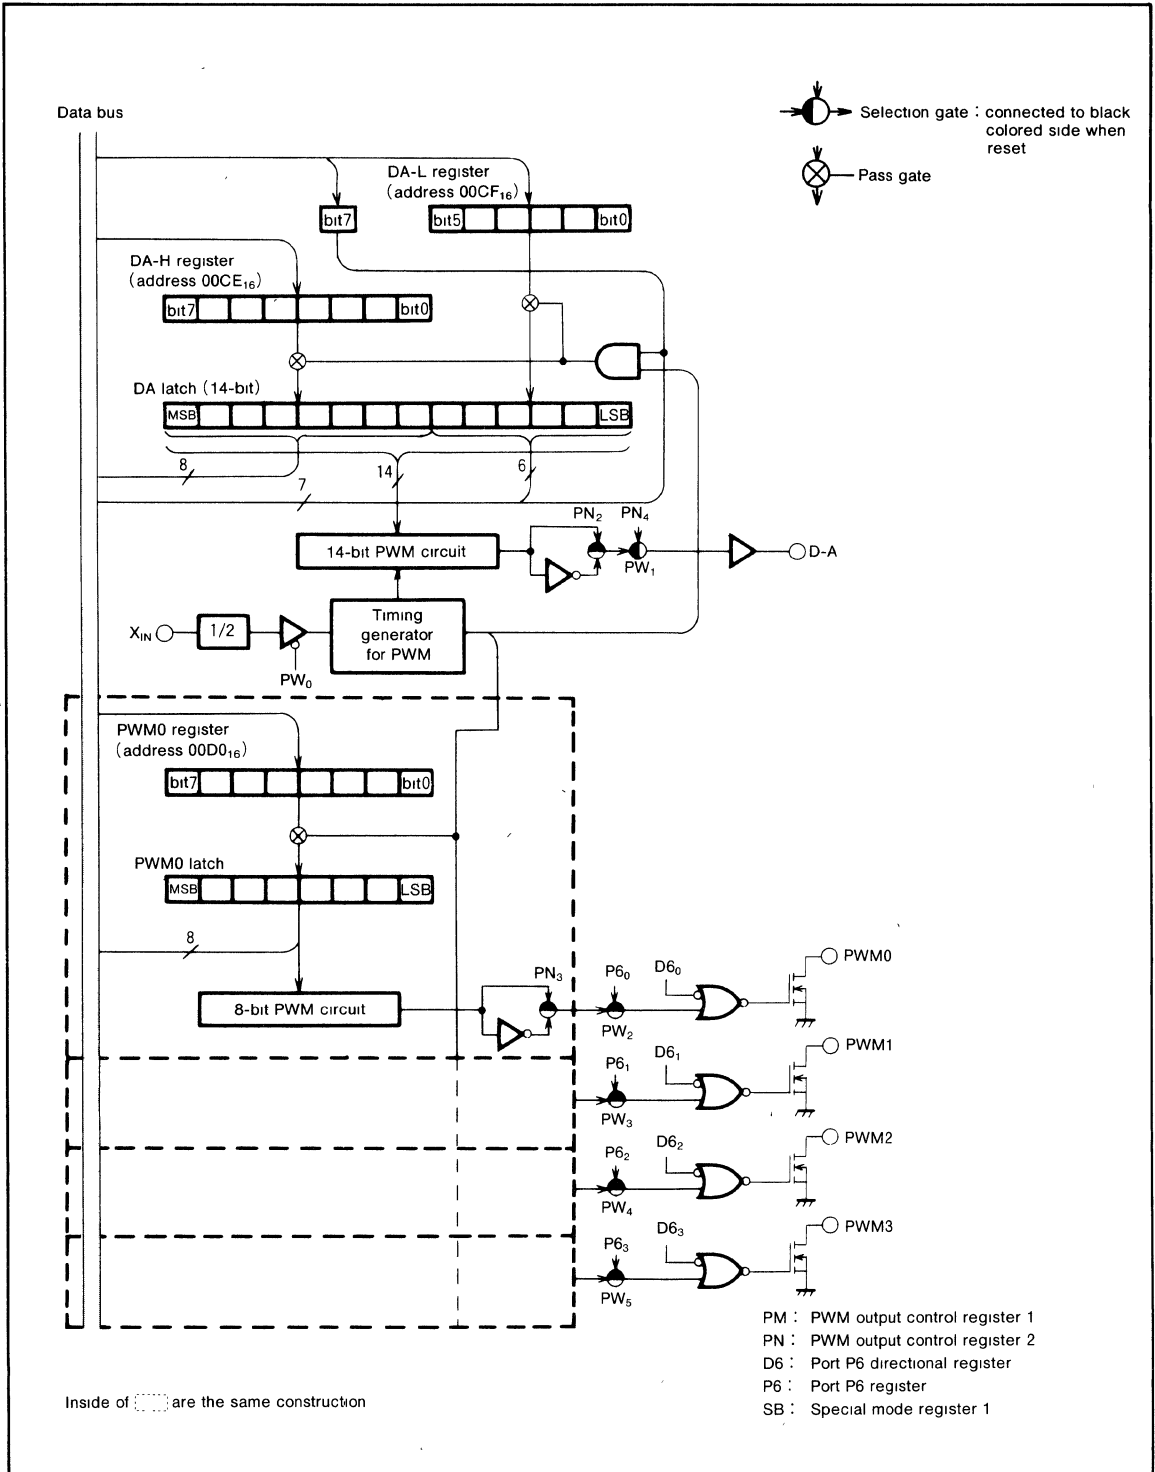 Data bus
Selection gate : connected to black
colored side when
reset
Pass gate
DA-L register
(address 00CF₁₆)
bit7
bit5
bit0
DA-H register
(address 00CE₁₆)
bit7
bit0
DA latch (14-bit)
MSB
LSB
8
14
6
7
PN₂
PN₄
14-bit PWM circuit
PW₁
D-A
X_IN
1/2
Timing
generator
for PWM
PW₀
PWM0 register
(address 00D0₁₆)
bit7
bit0
PWM0 latch
MSB
LSB
8
8-bit PWM circuit
PN₃
P6₀
D6₀
PWM0
PW₂
P6₁
D6₁
PWM1
PW₃
P6₂
D6₂
PWM2
PW₄
P6₃
D6₃
PWM3
PW₅
PM : PWM output control register 1
PN : PWM output control register 2
D6 : Port P6 directional register
P6 : Port P6 register
SB : Special mode register 1
Inside of are the same construction